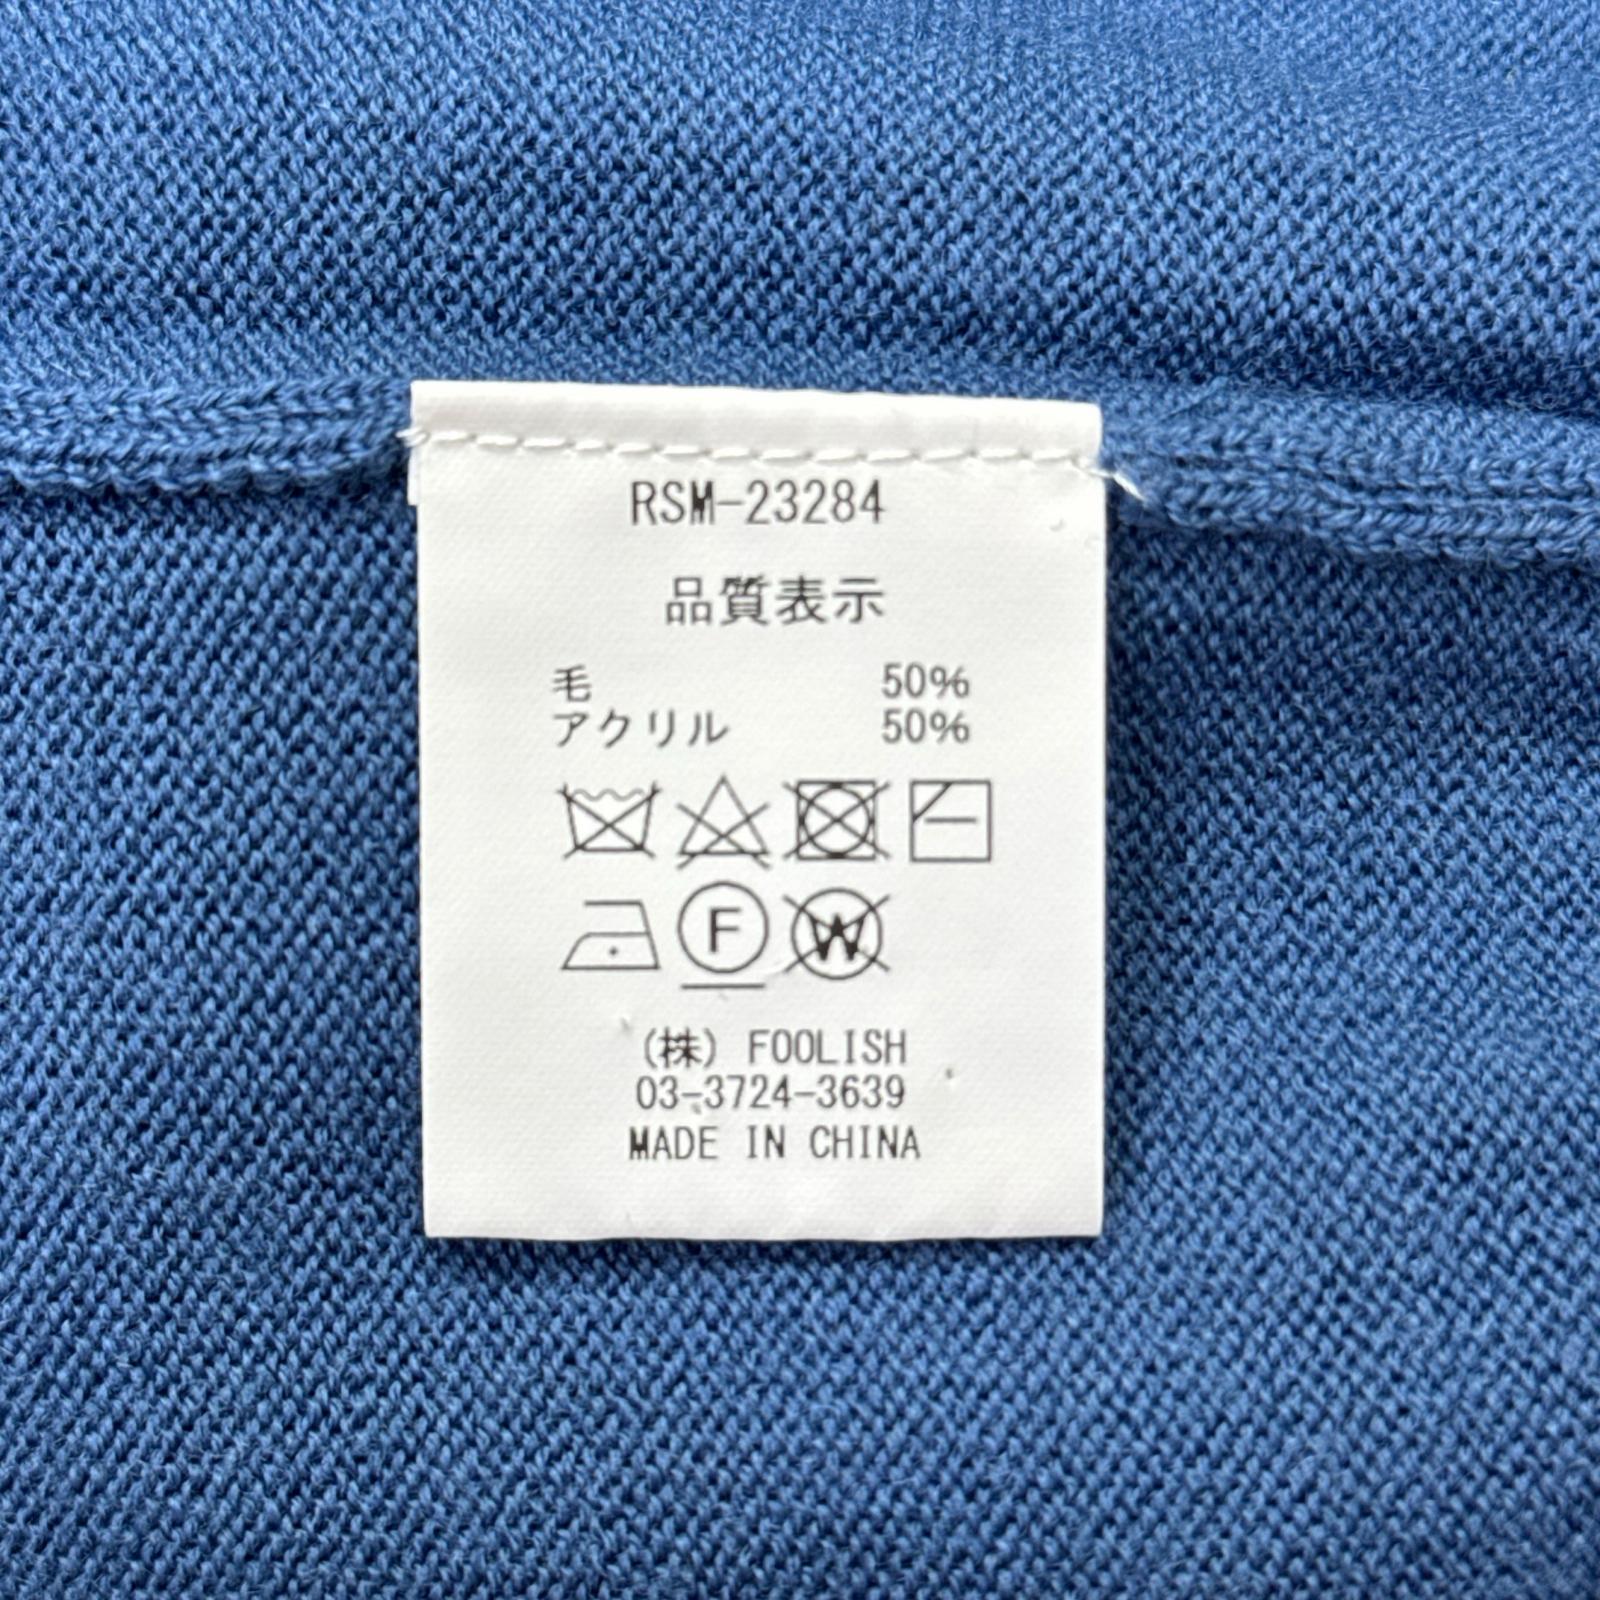 RSM-23284
品質表示
毛 50%
アクリル 50%
F W
(株) FOOLISH
03-3724-3639
MADE IN CHINA